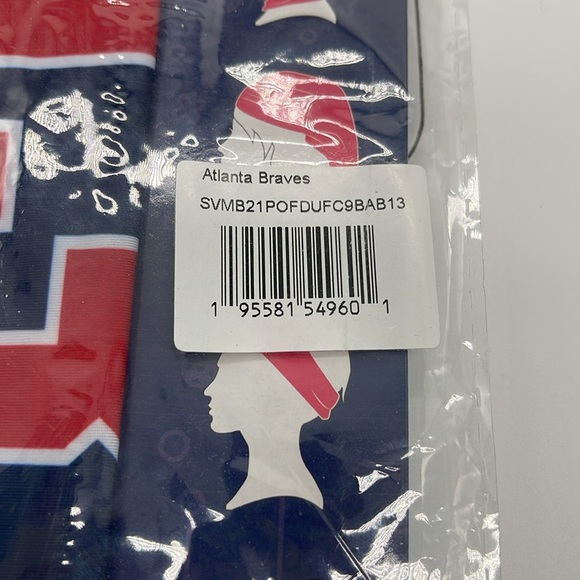 Atlanta Braves
SVMB21POFDUFC9BAB13
1 95581 54960 1